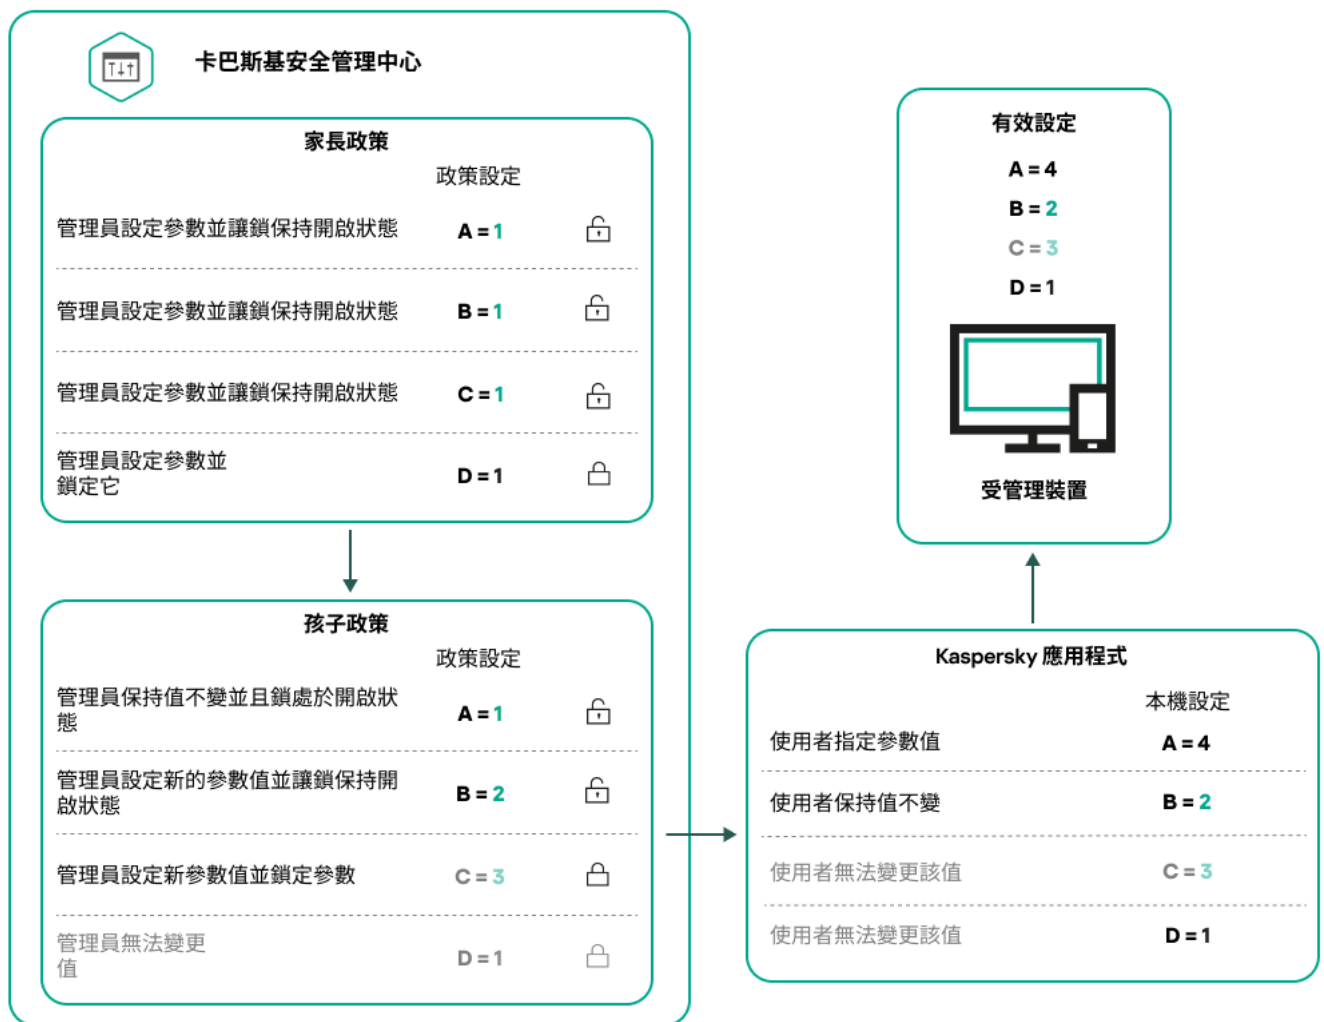 卡巴斯基安全管理中心
家長政策
政策設定
管理員設定參數並讓鎖保持開啟狀態
A = 1
管理員設定參數並讓鎖保持開啟狀態
B = 1
管理員設定參數並讓鎖保持開啟狀態
C = 1
管理員設定參數並
鎖定它
D = 1
孩子政策
政策設定
管理員保持值不變並且鎖處於開啟狀
態
A = 1
管理員設定新的參數值並讓鎖保持開
啟狀態
B = 2
管理員設定新參數值並鎖定參數
C = 3
管理員無法變更
值
D = 1
Kaspersky 應用程式
本機設定
使用者指定參數值
A = 4
使用者保持值不變
B = 2
使用者無法變更該值
C = 3
使用者無法變更該值
D = 1
有效設定
A = 4
B = 2
C = 3
D = 1
受管理裝置